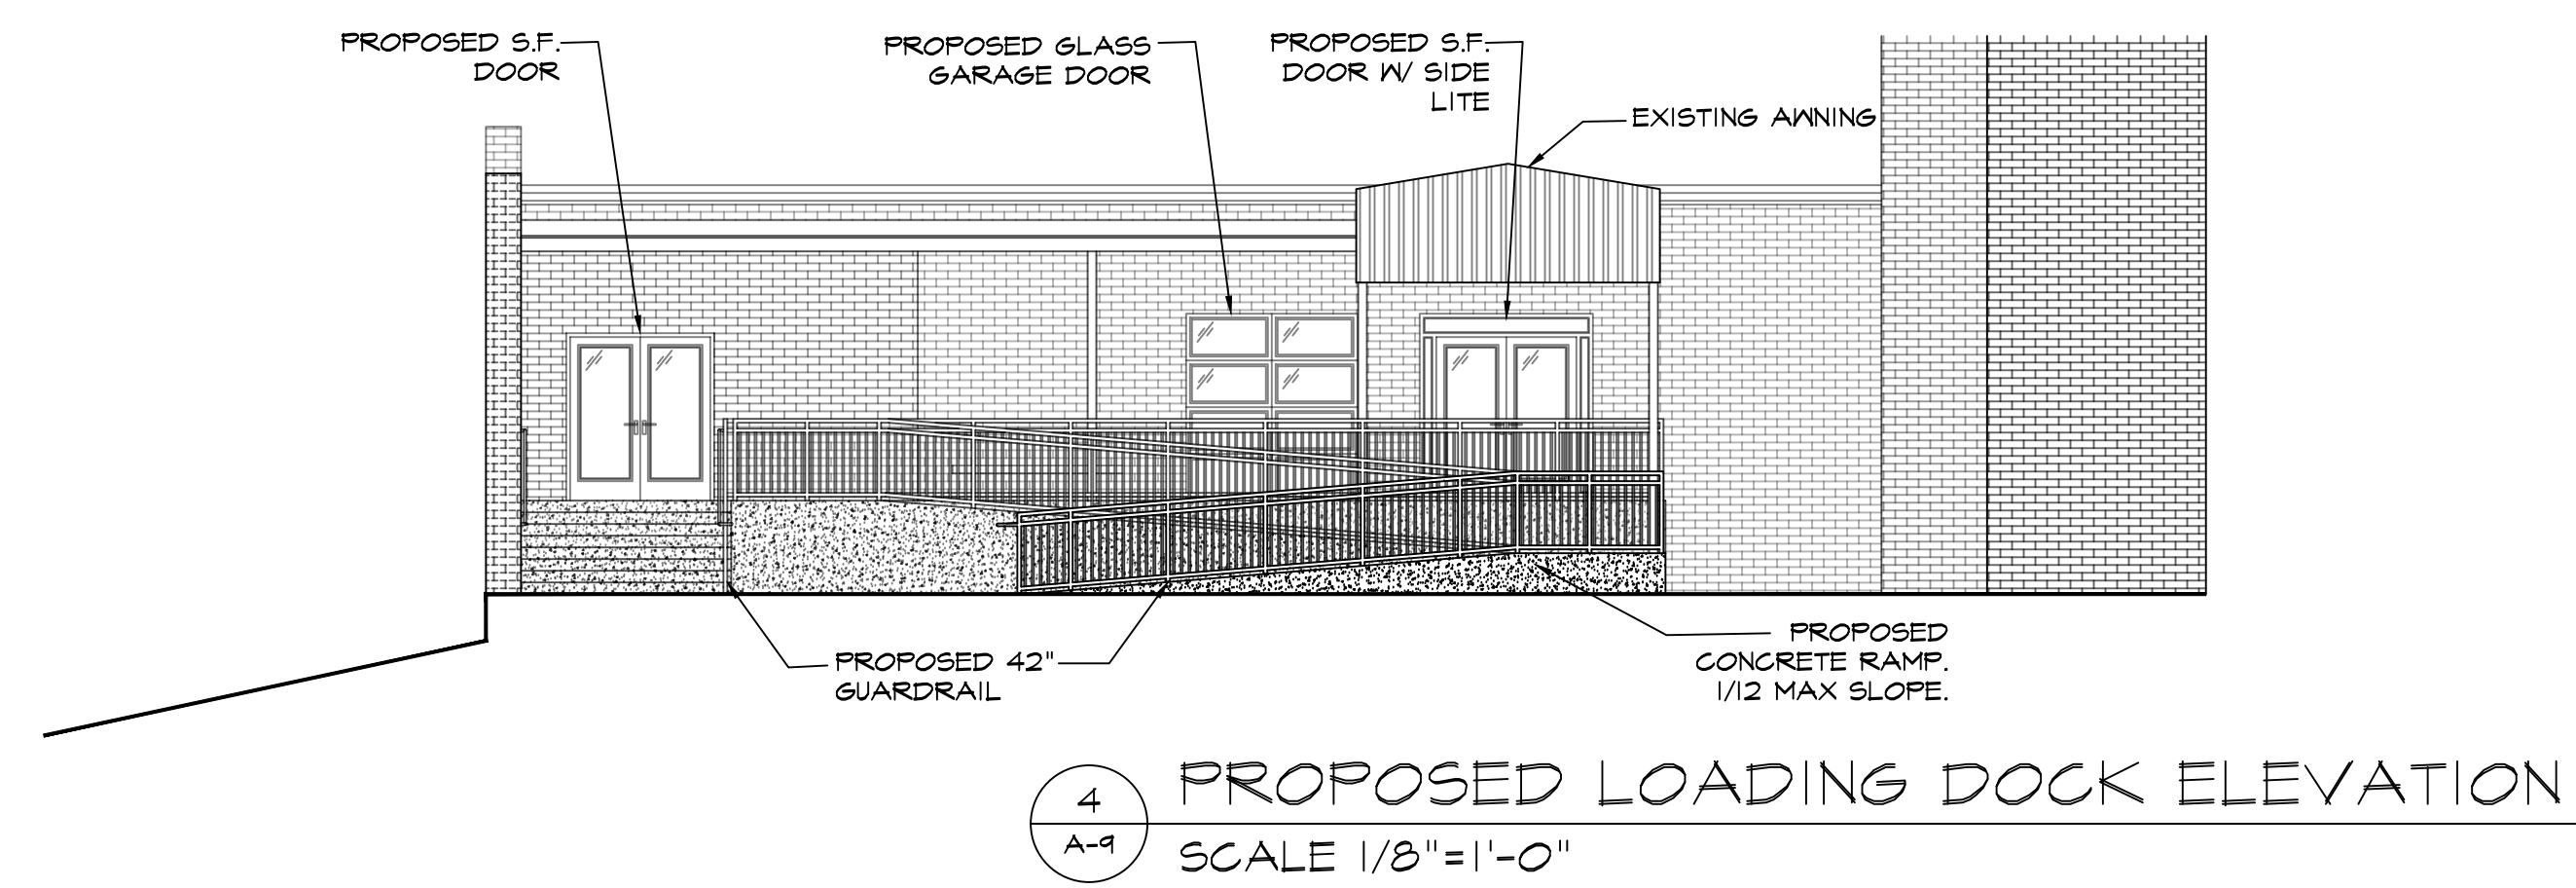 PROPOSED S.F.
DOOR
PROPOSED GLASS
GARAGE DOOR
PROPOSED S.F.
DOOR W/ SIDE
LITE
EXISTING AWNING
PROPOSED 42"
GUARDRAIL
PROPOSED
CONCRETE RAMP.
1/12 MAX SLOPE.
4
A-9
PROPOSED LOADING DOCK ELEVATION
SCALE 1/8"=1'-0"